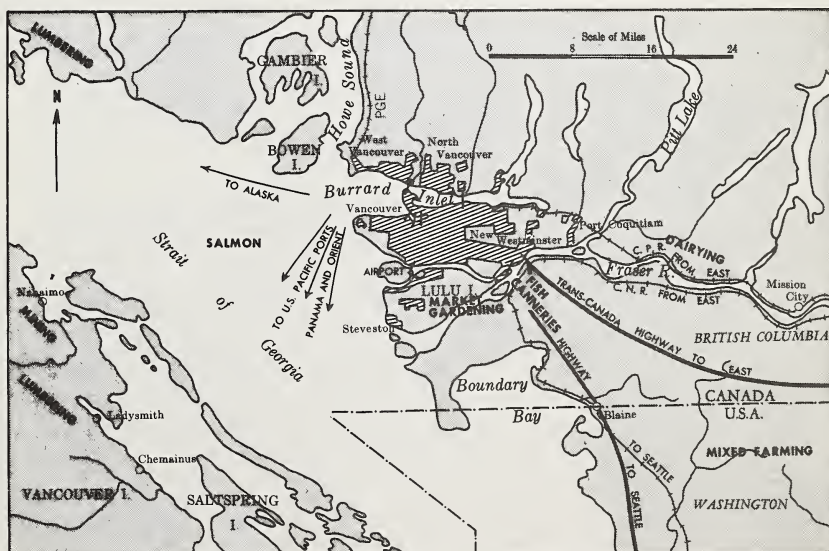 LUMBERING
GAMBIER
I.
Howe Sound
PGE
Scale of Miles
0 8 16 24
Pitt Lake
N
BOWEN
I.
West
Vancouver
North
Vancouver
TO ALASKA
Burrard
Inlet
Vancouver
Port Coquitlam
New
Westminster
DAIRYING
C. P. R. FROM EAST
Fraser R.
C. N. R. FROM EAST
Mission
City
Strait
of
Georgia
SALMON
TO U.S. PACIFIC PORTS
PANAMA AND ORIENT
AIRPORT
LULU I.
MARKET
GARDENING
FISH
CANNERIES
Steveston
TRANS-CANADA HIGHWAY TO EAST
BRITISH COLUMBIA
HIGHWAY
Nanaimo
MINING
LUMBERING
Ladysmith
Chemainus
VANCOUVER I.
SALTSPRING
I.
Boundary
Bay
Blaine
CANADA
U.S.A.
TO SEATTLE
TO SEATTLE
MIXED FARMING
WASHINGTON